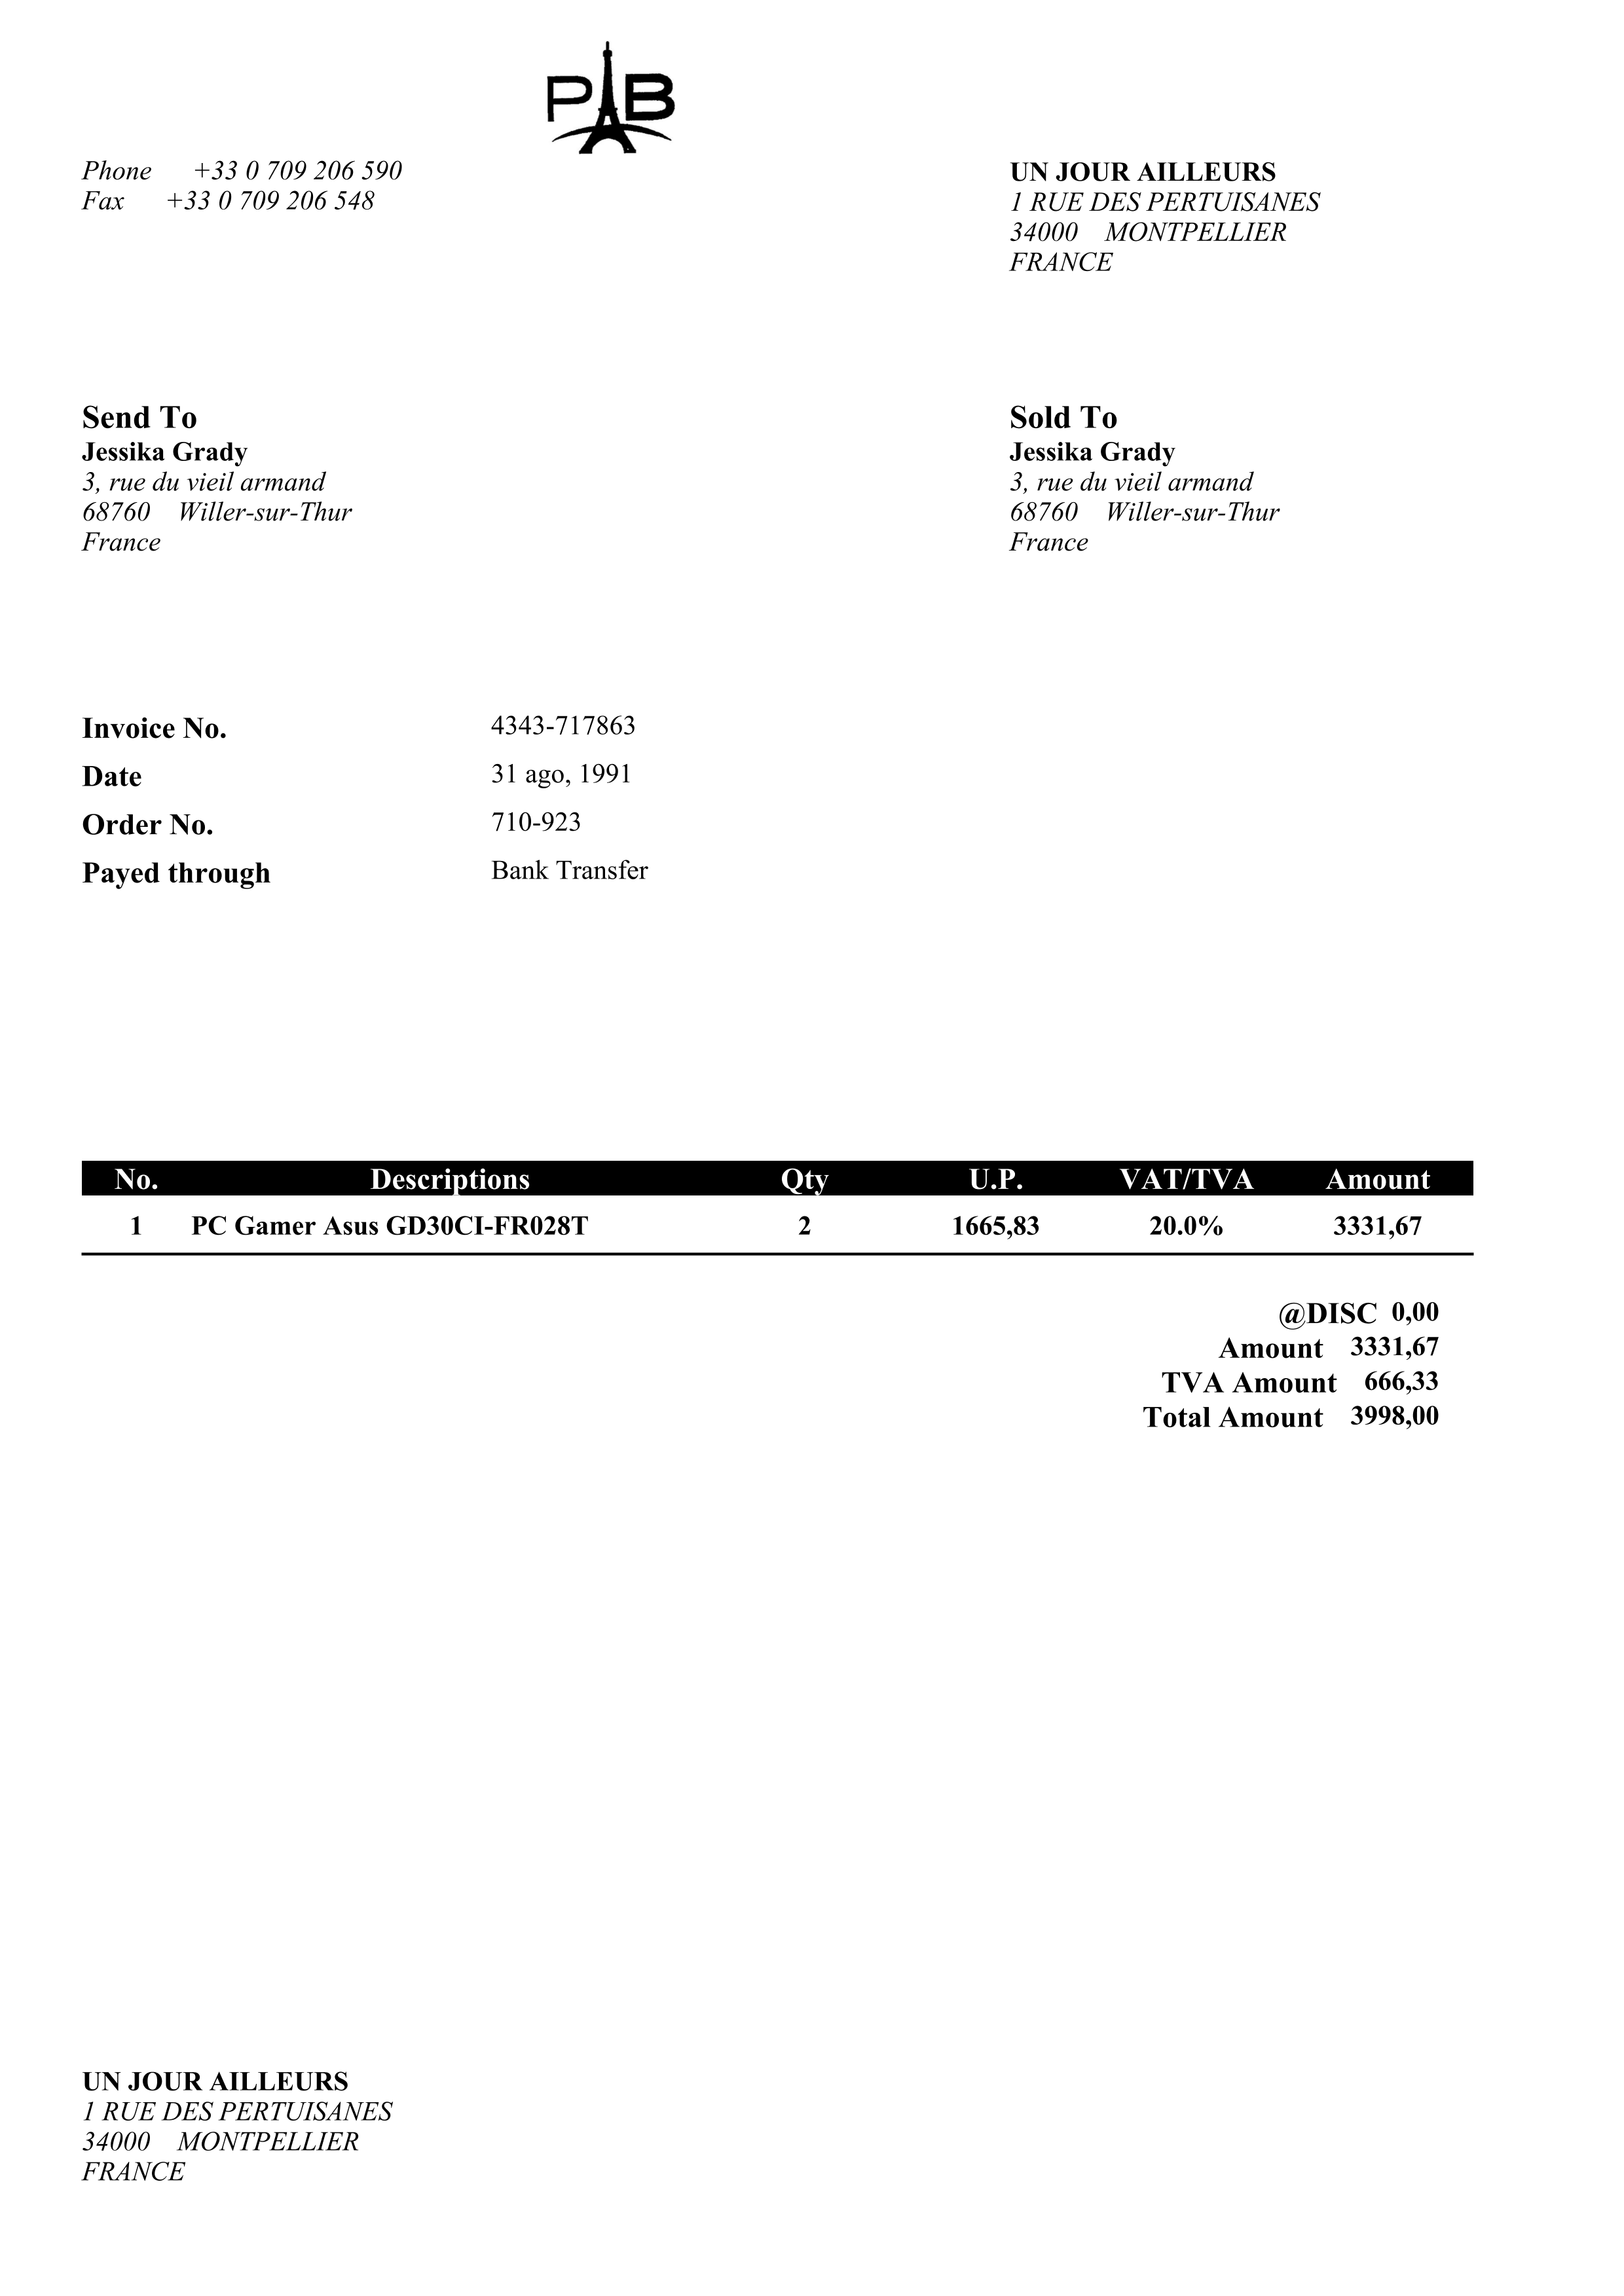 PB
Phone +33 0 709 206 590
Fax +33 0 709 206 548
UN JOUR AILLEURS
1 RUE DES PERTUISANES
34000 MONTPELLIER
FRANCE
Send To
Jessika Grady
3, rue du vieil armand
68760 Willer-sur-Thur
France
Sold To
Jessika Grady
3, rue du vieil armand
68760 Willer-sur-Thur
France
Invoice No. 4343-717863
Date 31 ago, 1991
Order No. 710-923
Payed through Bank Transfer
No. Descriptions Qty U.P. VAT/TVA Amount
1 PC Gamer Asus GD30CI-FR028T 2 1665,83 20.0% 3331,67
@DISC 0,00
Amount 3331,67
TVA Amount 666,33
Total Amount 3998,00
UN JOUR AILLEURS
1 RUE DES PERTUISANES
34000 MONTPELLIER
FRANCE